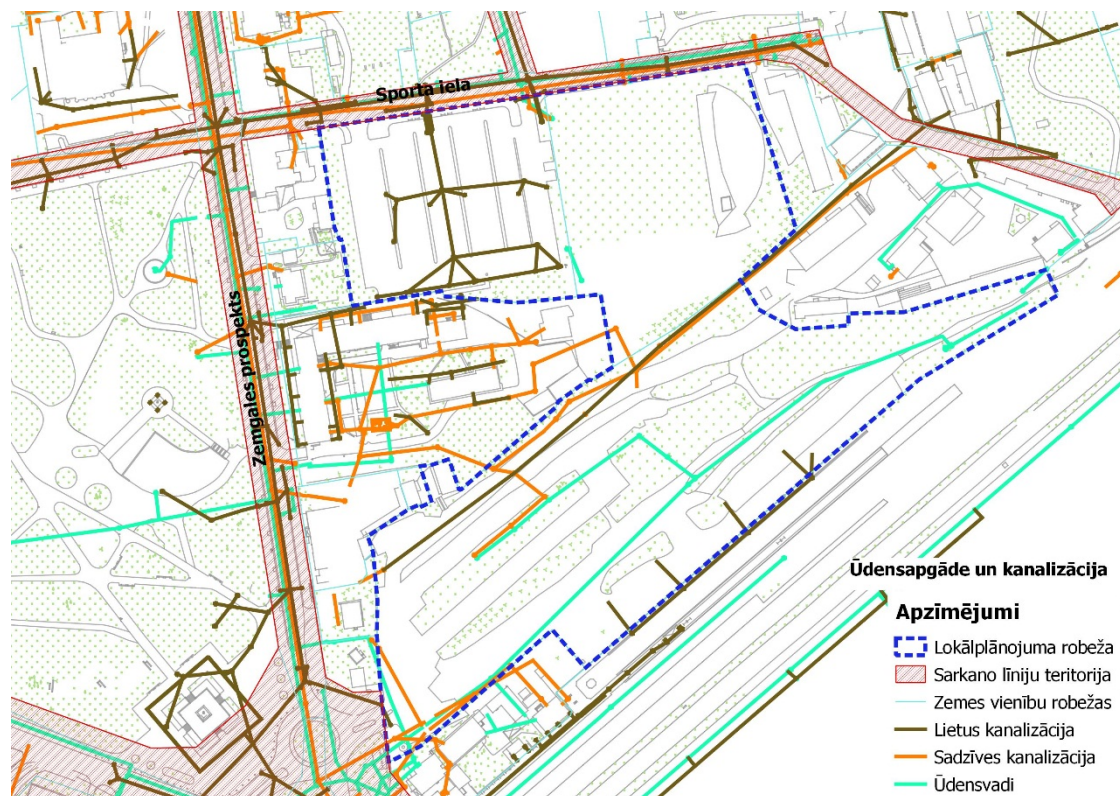 Sporta iela
Zemgales prospekts
Ūdensapgāde un kanalizācija
Apzīmējumi
Lokālplānojuma robeža
Sarkano līniju teritorija
Zemes vienību robežas
Lietus kanalizācija
Sadzīves kanalizācija
Ūdensvadi